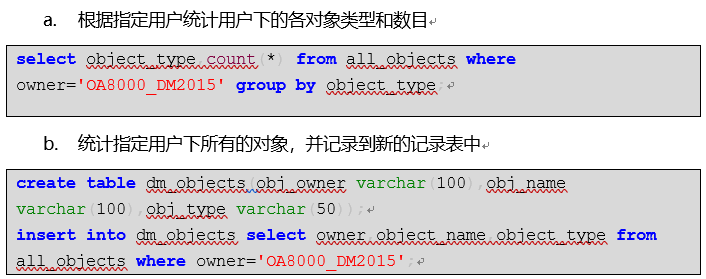 a. 根据指定用户统计用户下的各对象类型和数目
select object_type,count(*) from all_objects where
owner='OA8000_DM2015' group by object_type;
b. 统计指定用户下所有的对象，并记录到新的记录表中
create table dm_objects(obj_owner varchar(100),obj_name
varchar(100),obj_type varchar(50));
insert into dm_objects select owner,object_name,object_type from
all_objects where owner='OA8000_DM2015';